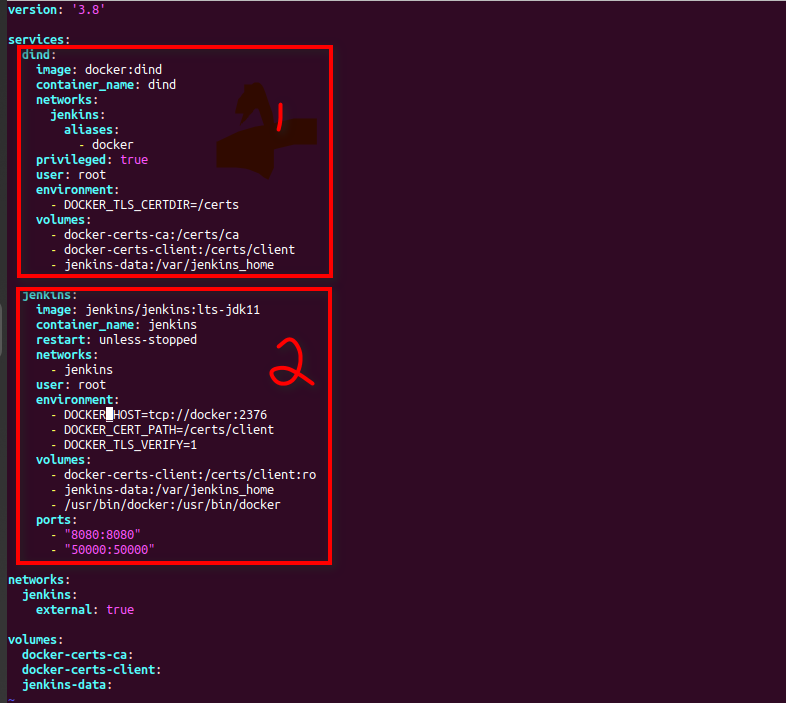 version: '3.8'
services:
  dind:
    image: docker:dind
    container_name: dind
    networks:
      jenkins:
        aliases:
          - docker
    privileged: true
    user: root
    environment:
      - DOCKER_TLS_CERTDIR=/certs
    volumes:
      - docker-certs-ca:/certs/ca
      - docker-certs-client:/certs/client
      - jenkins-data:/var/jenkins_home
1
  jenkins:
    image: jenkins/jenkins:lts-jdk11
    container_name: jenkins
    restart: unless-stopped
    networks:
      - jenkins
    user: root
    environment:
      - DOCKER_HOST=tcp://docker:2376
      - DOCKER_CERT_PATH=/certs/client
      - DOCKER_TLS_VERIFY=1
    volumes:
      - docker-certs-client:/certs/client:ro
      - jenkins-data:/var/jenkins_home
      - /usr/bin/docker:/usr/bin/docker
    ports:
      - "8080:8080"
      - "50000:50000"
2
networks:
  jenkins:
    external: true
volumes:
  docker-certs-ca:
  docker-certs-client:
  jenkins-data:
~